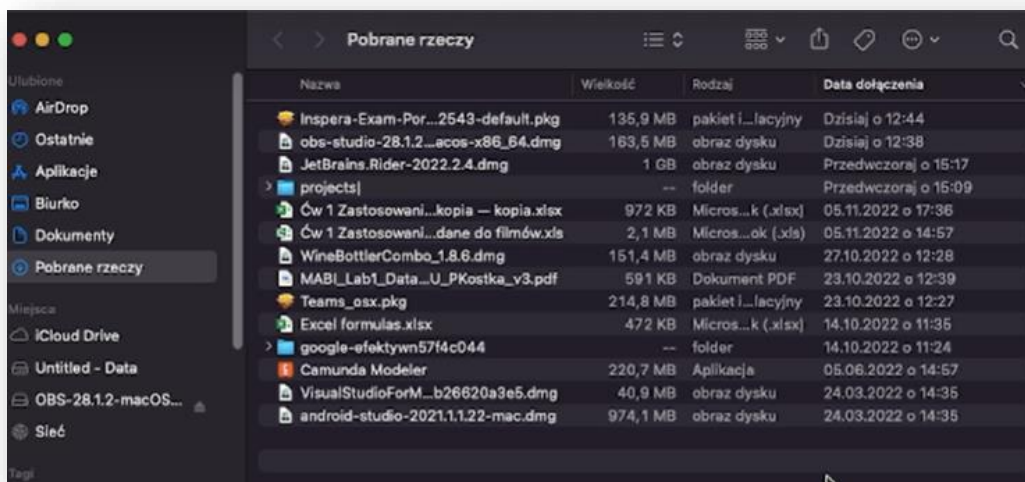 Pobrane rzeczy
Ulubione
AirDrop
Ostatnie
Aplikacje
Biurko
Dokumenty
Pobrane rzeczy
Miejsca
iCloud Drive
Untitled - Data
OBS-28.1.2-macOS...
Sieć
Tagi
Nazwa Wielkość Rodzaj Data dołączenia
Inspera-Exam-Por...2543-default.pkg 135,9 MB pakiet i...lacyjny Dzisiaj o 12:44
obs-studio-28.1.2...acos-x86_64.dmg 163,5 MB obraz dysku Dzisiaj o 12:38
JetBrains.Rider-2022.2.4.dmg 1 GB obraz dysku Przedwczoraj o 15:17
projects -- folder Przedwczoraj o 15:09
Ćw 1 Zastosowani...kopia — kopia.xlsx 972 KB Micros...k (.xlsx) 05.11.2022 o 17:36
Ćw 1 Zastosowani...dane do filmów.xls 2,1 MB Micros...ok (.xls) 05.11.2022 o 14:57
WineBottlerCombo_1.8.6.dmg 151,4 MB obraz dysku 27.10.2022 o 12:28
MABI_Lab1_Data...U_PKostka_v3.pdf 591 KB Dokument PDF 23.10.2022 o 12:39
Teams_osx.pkg 214,8 MB pakiet i...lacyjny 23.10.2022 o 12:27
Excel formulas.xlsx 472 KB Micros...k (.xlsx) 14.10.2022 o 11:35
google-efektywn57f4c044 -- folder 14.10.2022 o 11:24
Camunda Modeler 220,7 MB Aplikacja 05.06.2022 o 14:57
VisualStudioForM...b26620a3e5.dmg 40,9 MB obraz dysku 24.03.2022 o 14:35
android-studio-2021.1.1.22-mac.dmg 974,1 MB obraz dysku 24.03.2022 o 14:35